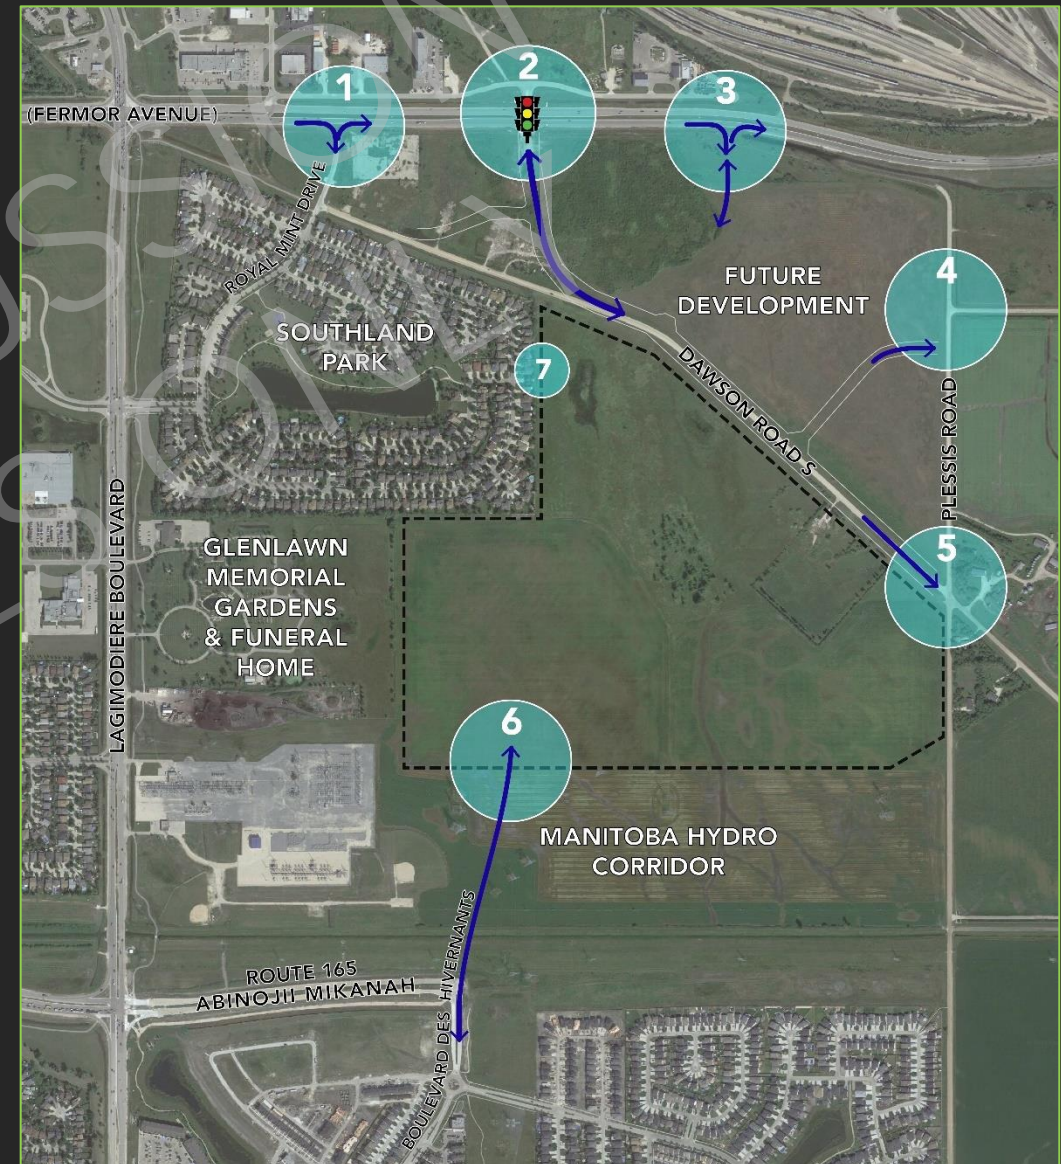 1
2
3
(FERMOR AVENUE)
ROYAL MINT DRIVE
4
FUTURE
DEVELOPMENT
SOUTHLAND
PARK
7
DAWSON ROAD S
PLESSIS ROAD
LAGIMODIERE BOULEVARD
5
GLENLAWN
MEMORIAL
GARDENS
& FUNERAL
HOME
6
MANITOBA HYDRO
CORRIDOR
BOULEVARD DES HIVERNANTS
ROUTE 165
ABINOJII MIKANAH